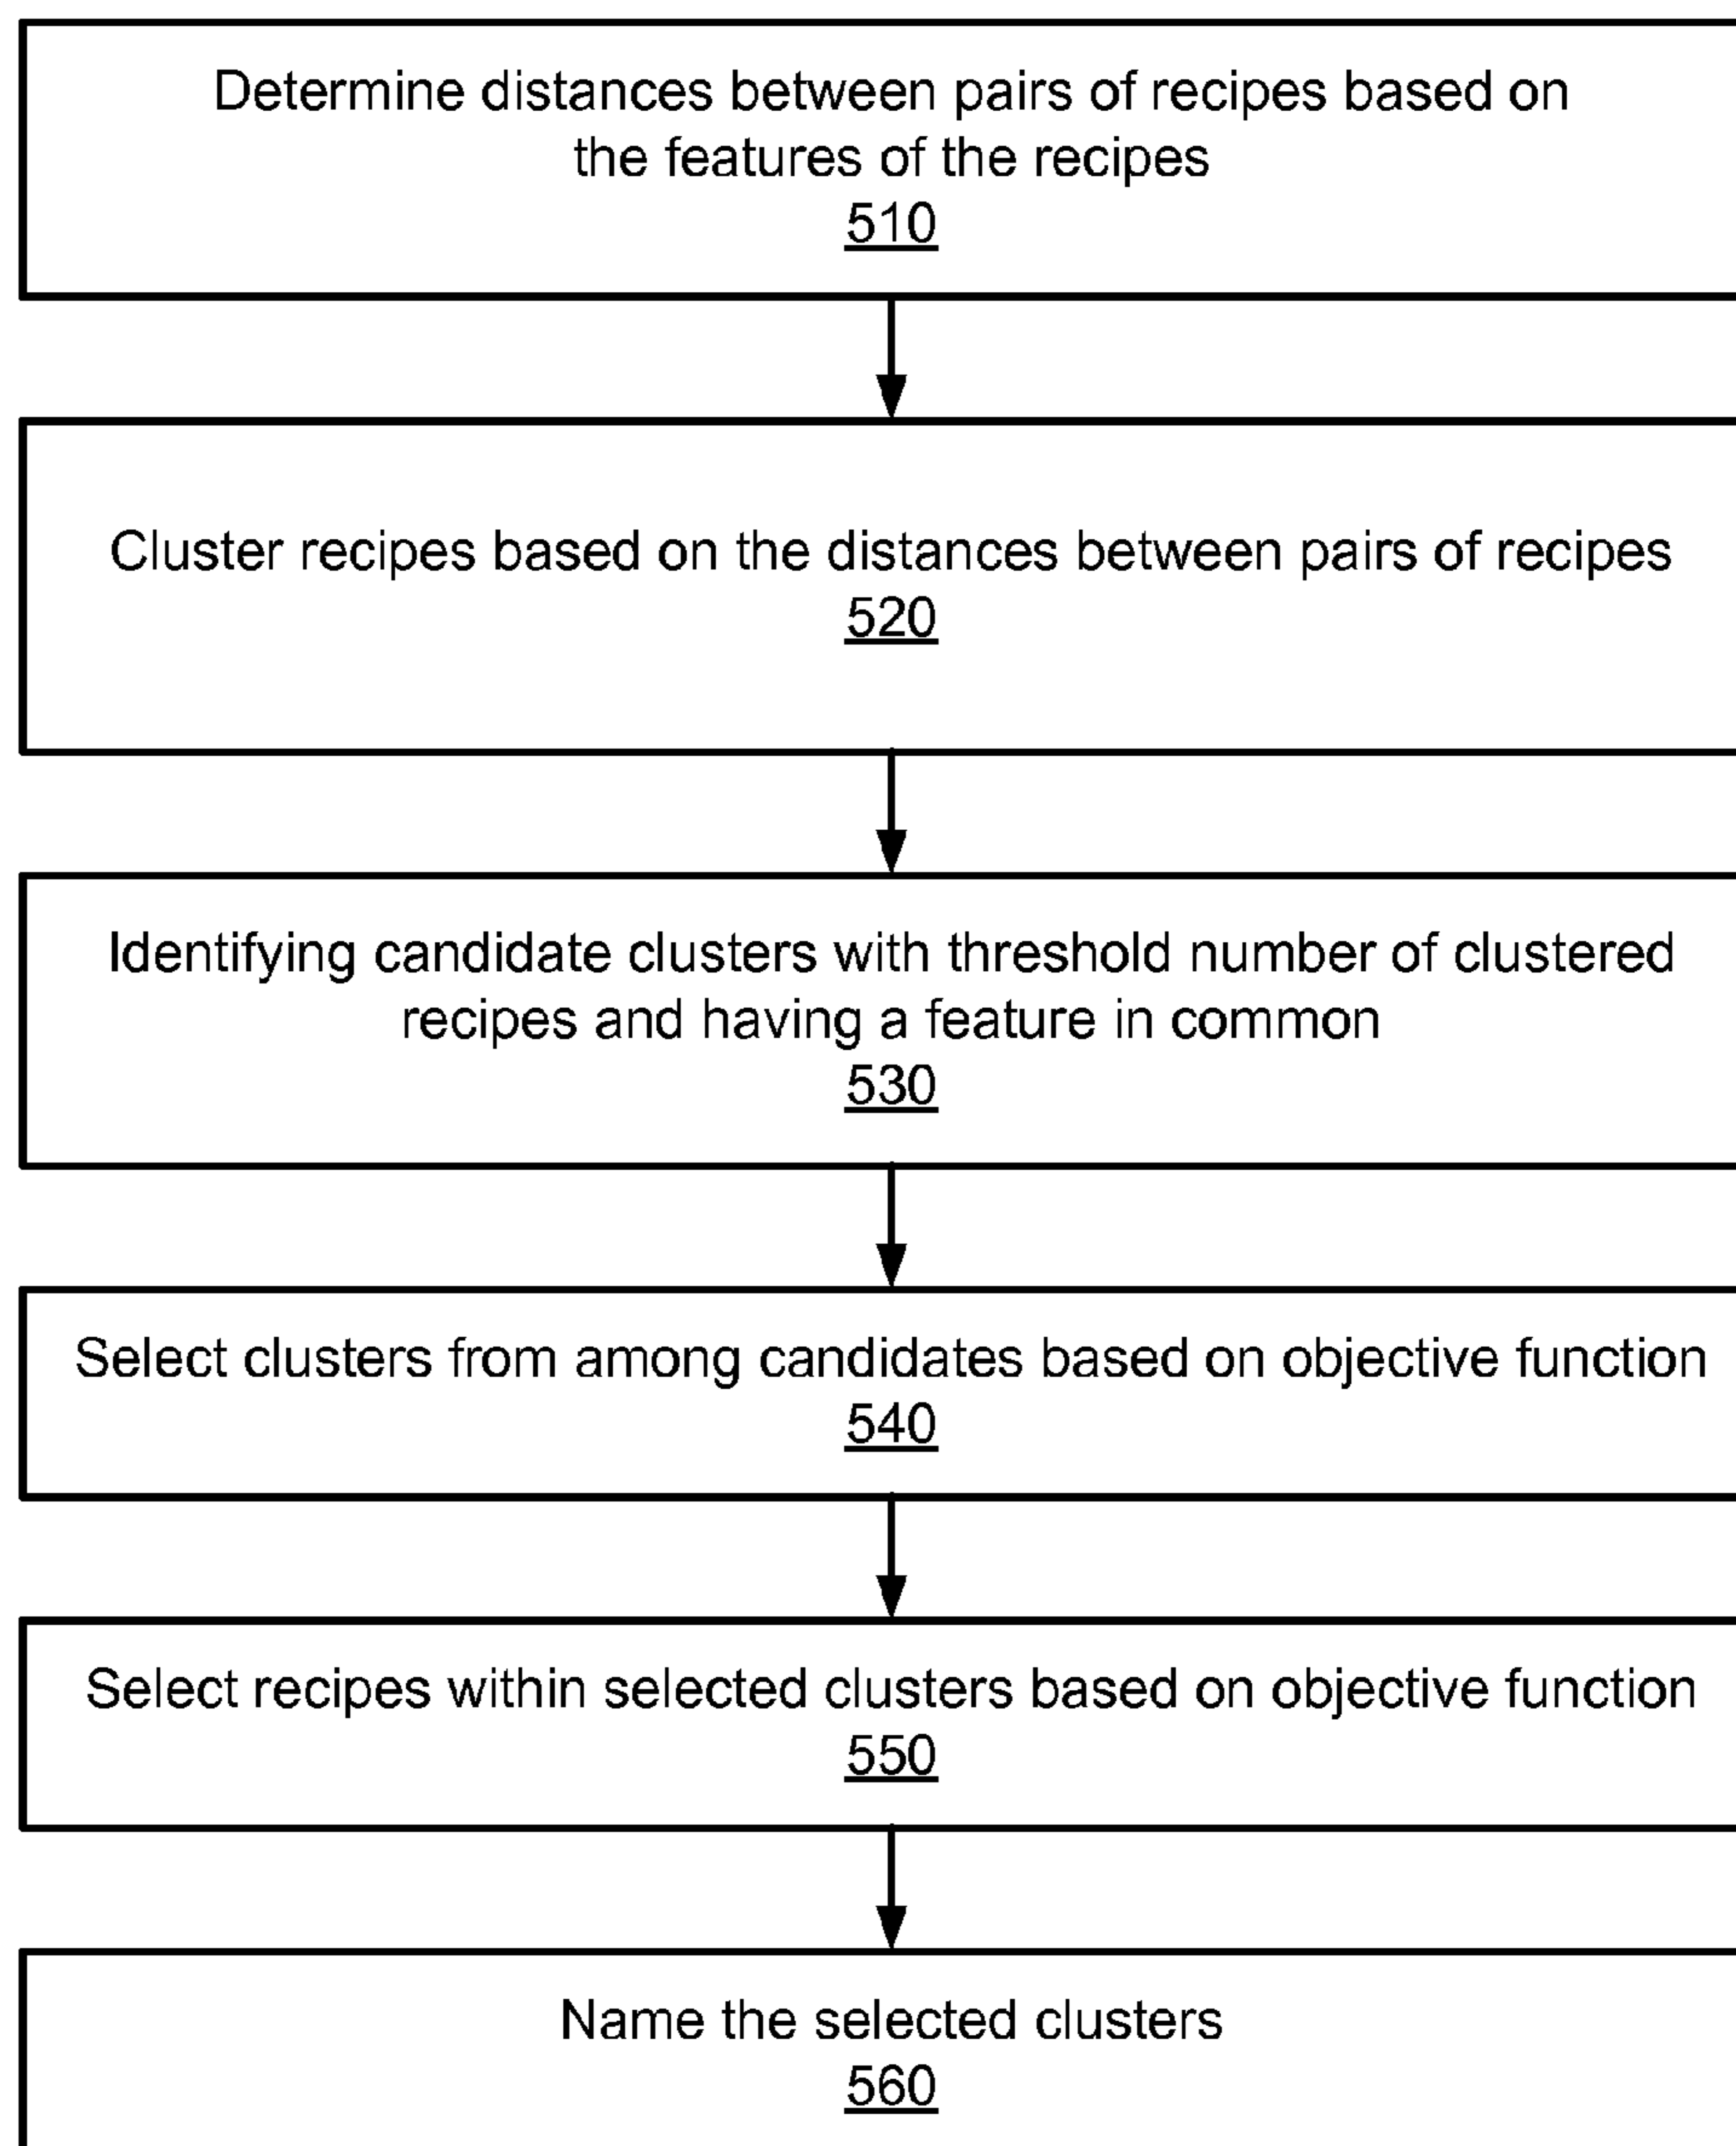 Determine distances between pairs of recipes based on
the features of the recipes
510
Cluster recipes based on the distances between pairs of recipes
520
Identifying candidate clusters with threshold number of clustered
recipes and having a feature in common
530
Select clusters from among candidates based on objective function
540
Select recipes within selected clusters based on objective function
550
Name the selected clusters
560